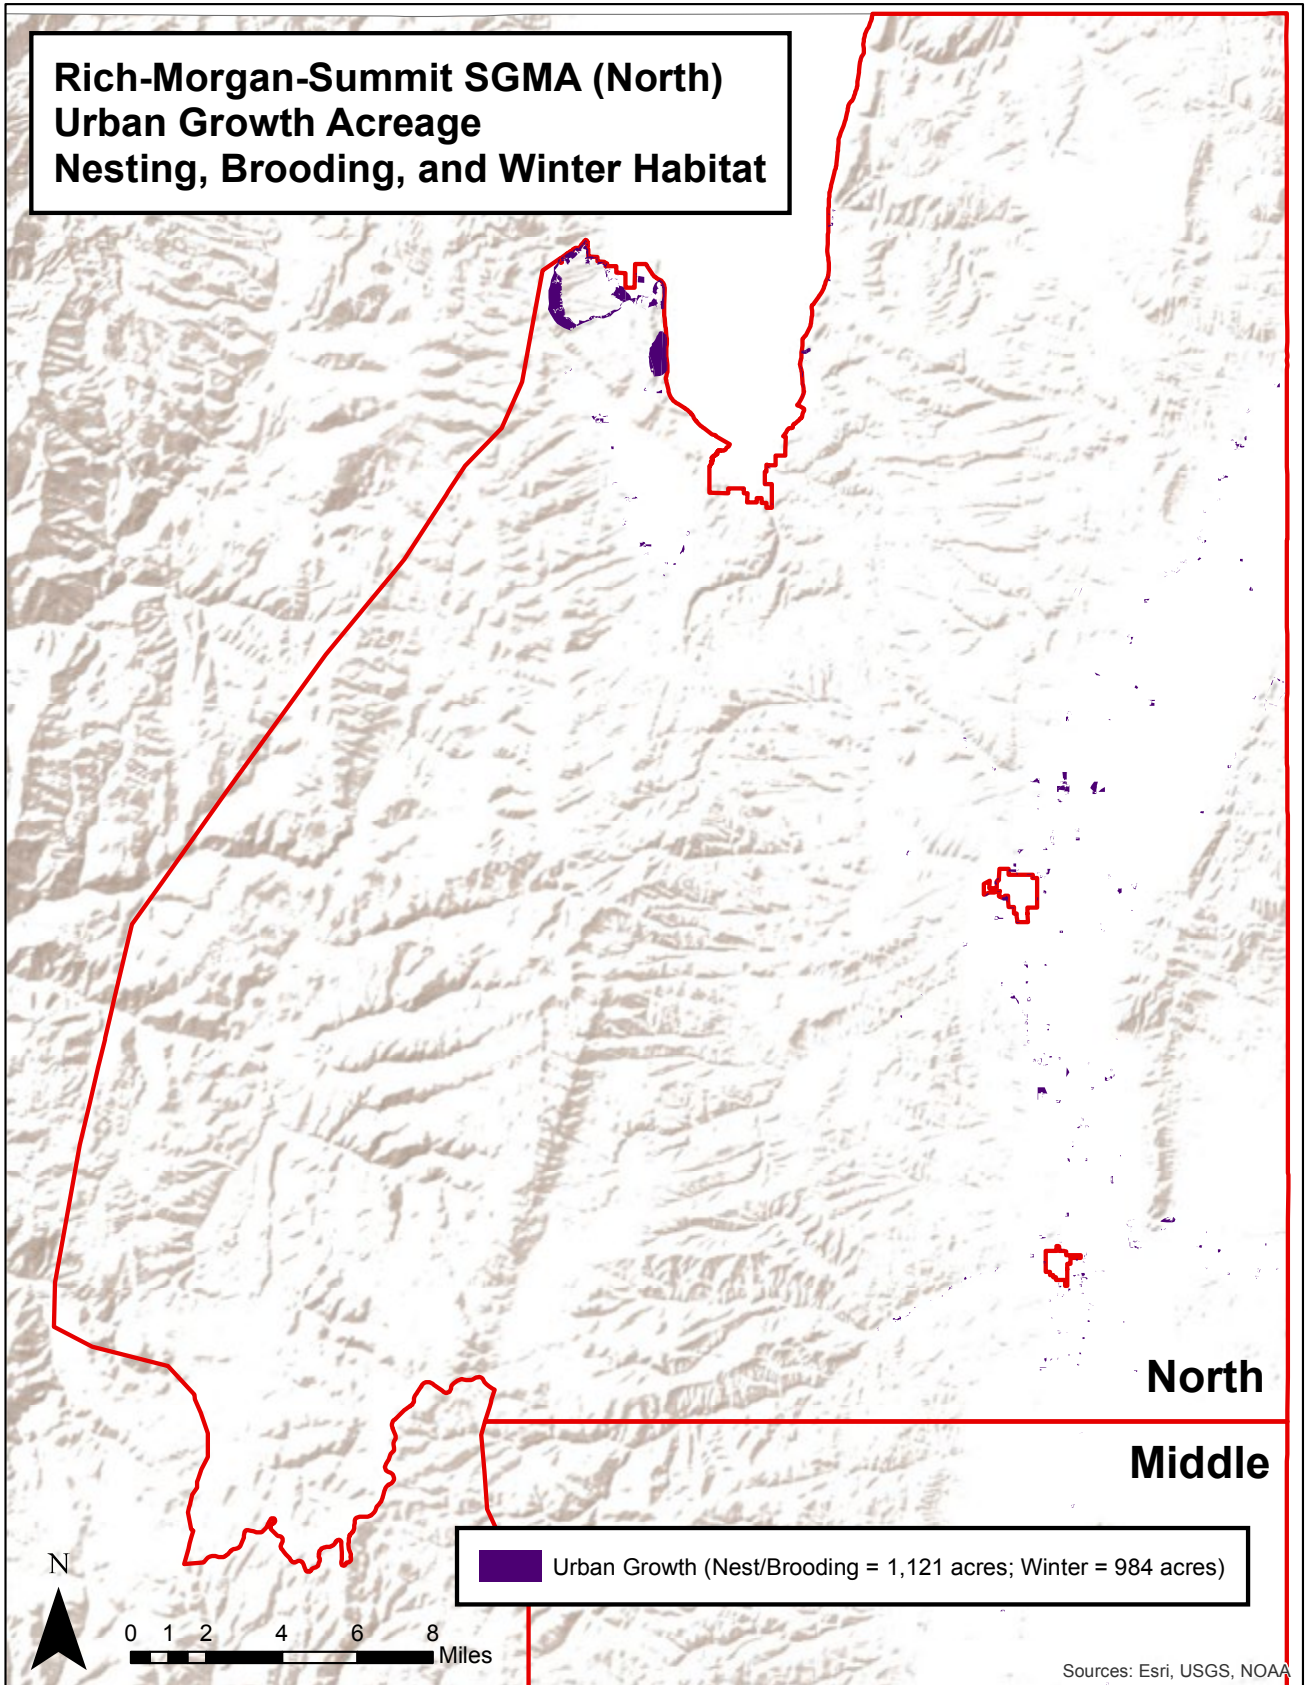 Rich-Morgan-Summit SGMA (North)
Urban Growth Acreage
Nesting, Brooding, and Winter Habitat
North
Middle
Urban Growth (Nest/Brooding = 1,121 acres; Winter = 984 acres)
N
0 1 2 4 6 8
Miles
Sources: Esri, USGS, NOAA